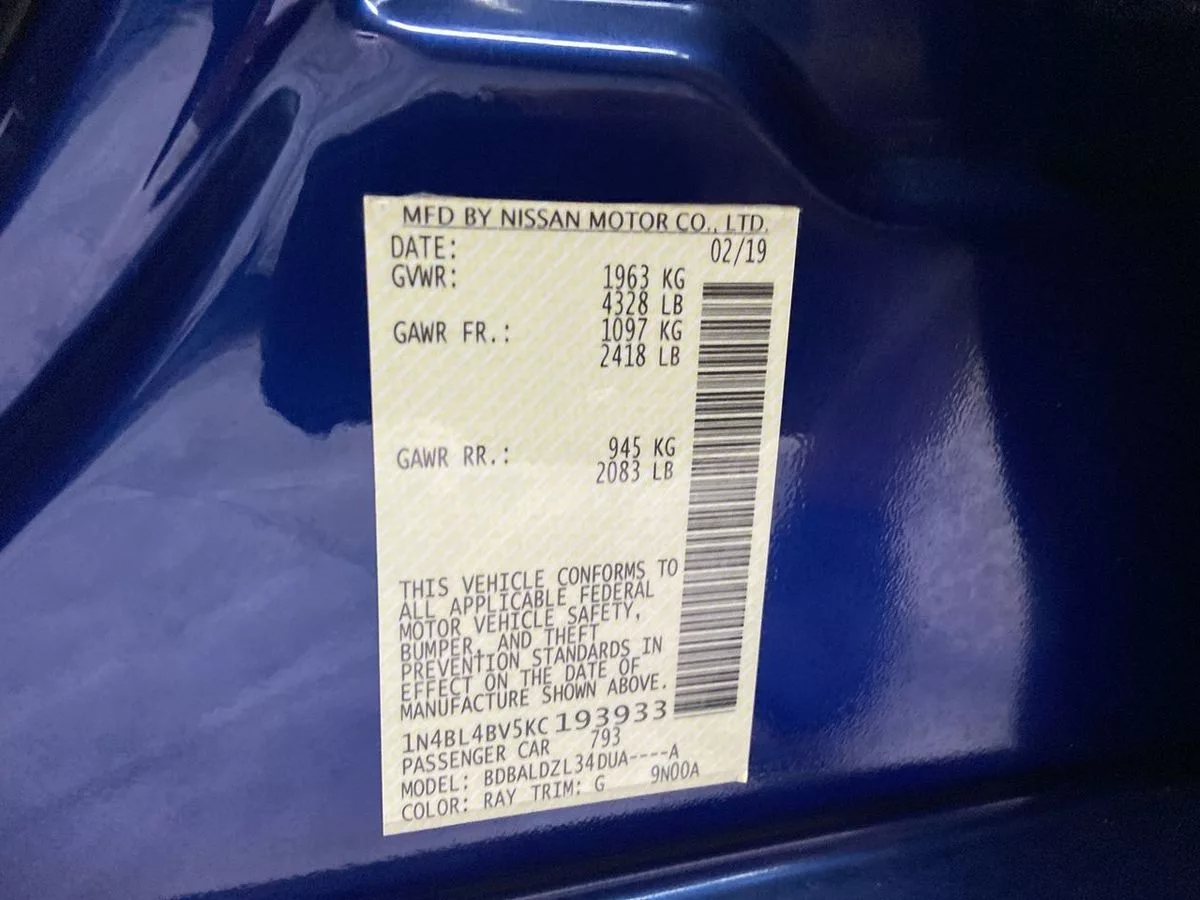 MFD BY NISSAN MOTOR CO., LTD.
DATE: 02/19
GVWR: 1963 KG
4328 LB
GAWR FR.: 1097 KG
2418 LB
GAWR RR.: 945 KG
2083 LB
THIS VEHICLE CONFORMS TO
ALL APPLICABLE FEDERAL
MOTOR VEHICLE SAFETY,
BUMPER, AND THEFT
PREVENTION STANDARDS IN
EFFECT ON THE DATE OF
MANUFACTURE SHOWN ABOVE.
1N4BL4BV5KC193933
PASSENGER CAR 793
MODEL: BDBALDZL34DUA----A
COLOR: RAY TRIM: G 9N00A